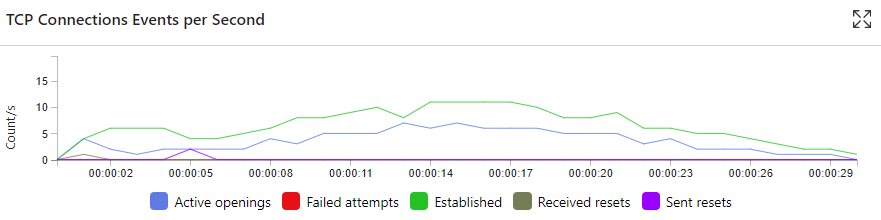 TCP Connections Events per Second
Count/s
15
10
5
0
00:00:02 00:00:05 00:00:08 00:00:11 00:00:14 00:00:17 00:00:20 00:00:23 00:00:26 00:00:29
Active openings Failed attempts Established Received resets Sent resets